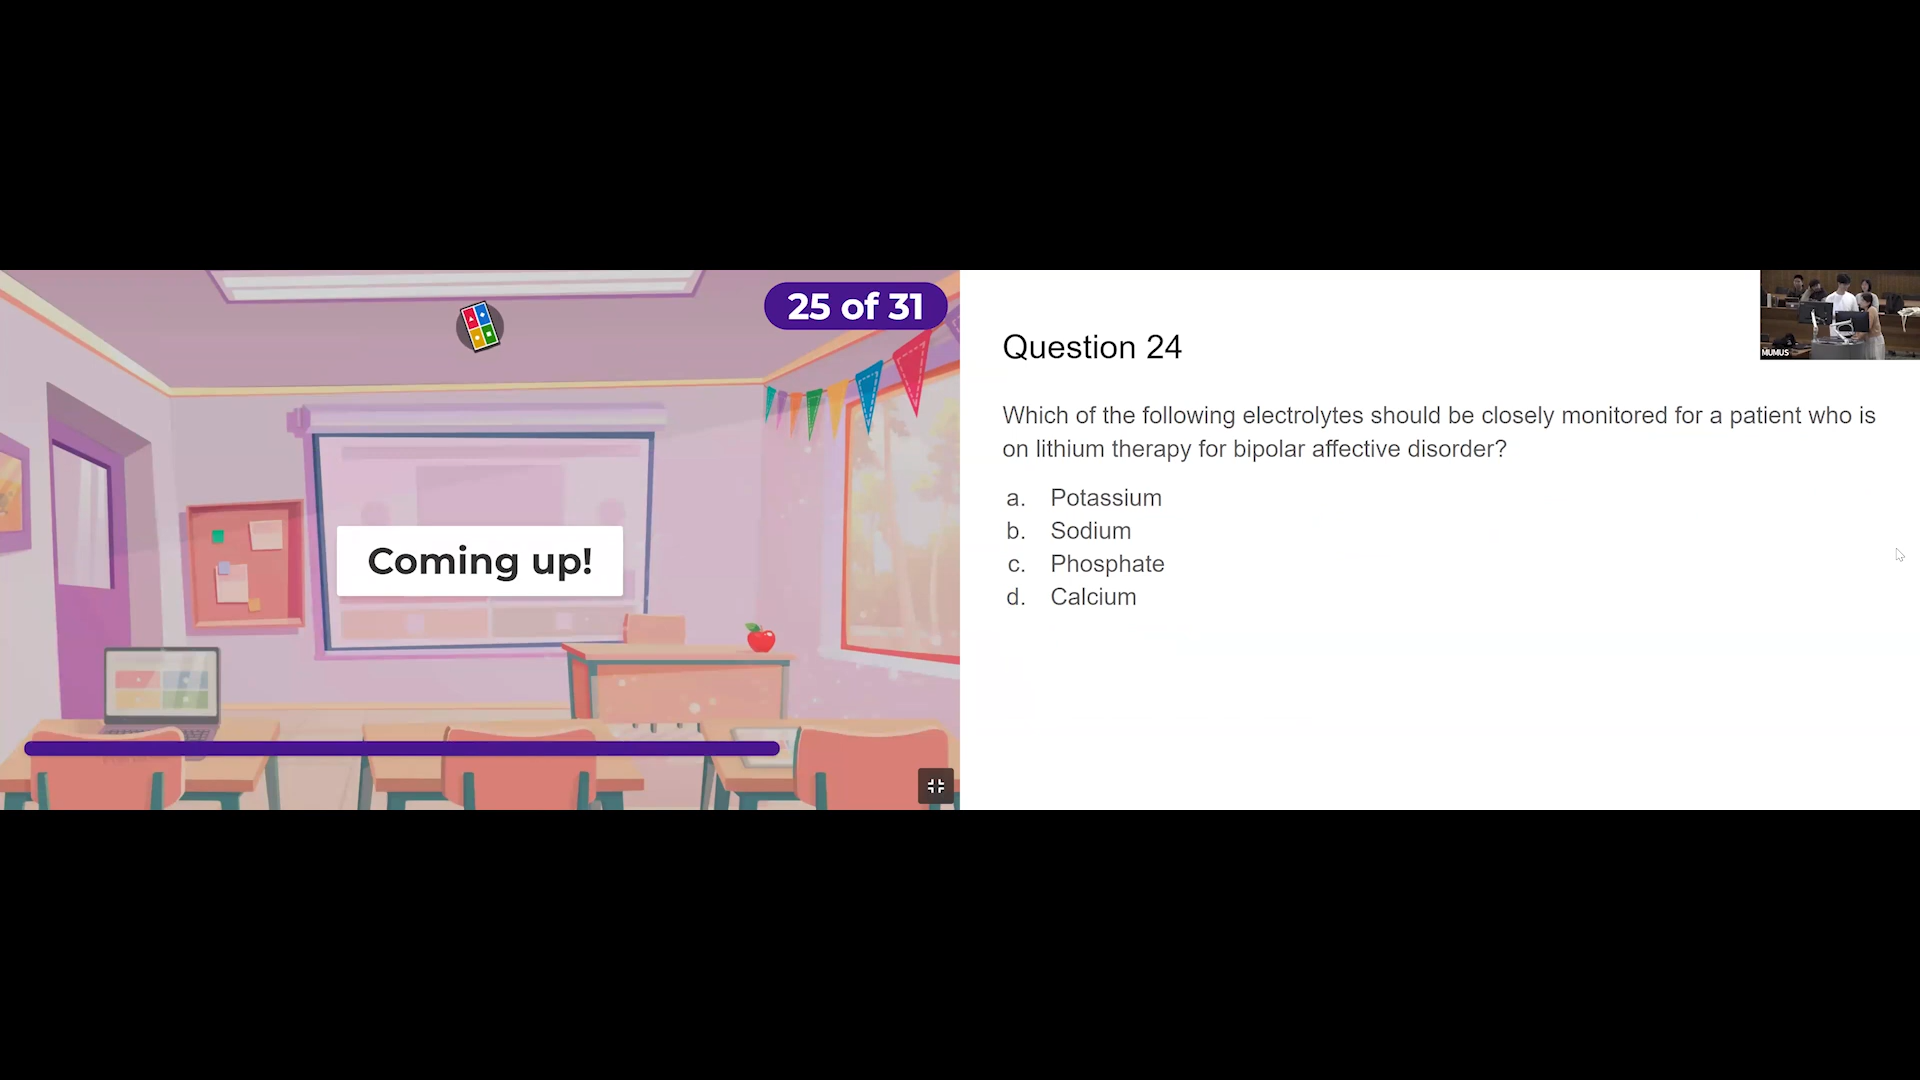 25 of 31
Coming up!
MUMUS
Question 24
Which of the following electrolytes should be closely monitored for a patient who is
on lithium therapy for bipolar affective disorder?
a. Potassium
b. Sodium
c. Phosphate
d. Calcium